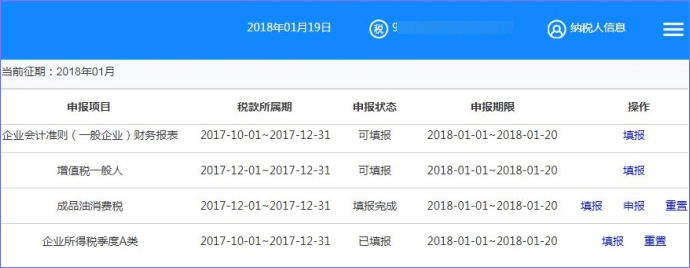 2018年01月19日 税 9 纳税人信息
当前征期：2018年01月
申报项目 税款所属期 申报状态 申报期限 操作
企业会计准则（一般企业）财务报表 2017-10-01~2017-12-31 可填报 2018-01-01~2018-01-20 填报
增值税一般人 2017-12-01~2017-12-31 可填报 2018-01-01~2018-01-20 填报
成品油消费税 2017-12-01~2017-12-31 填报完成 2018-01-01~2018-01-20 填报 申报 重置
企业所得税季度A类 2017-10-01~2017-12-31 已填报 2018-01-01~2018-01-20 填报 重置